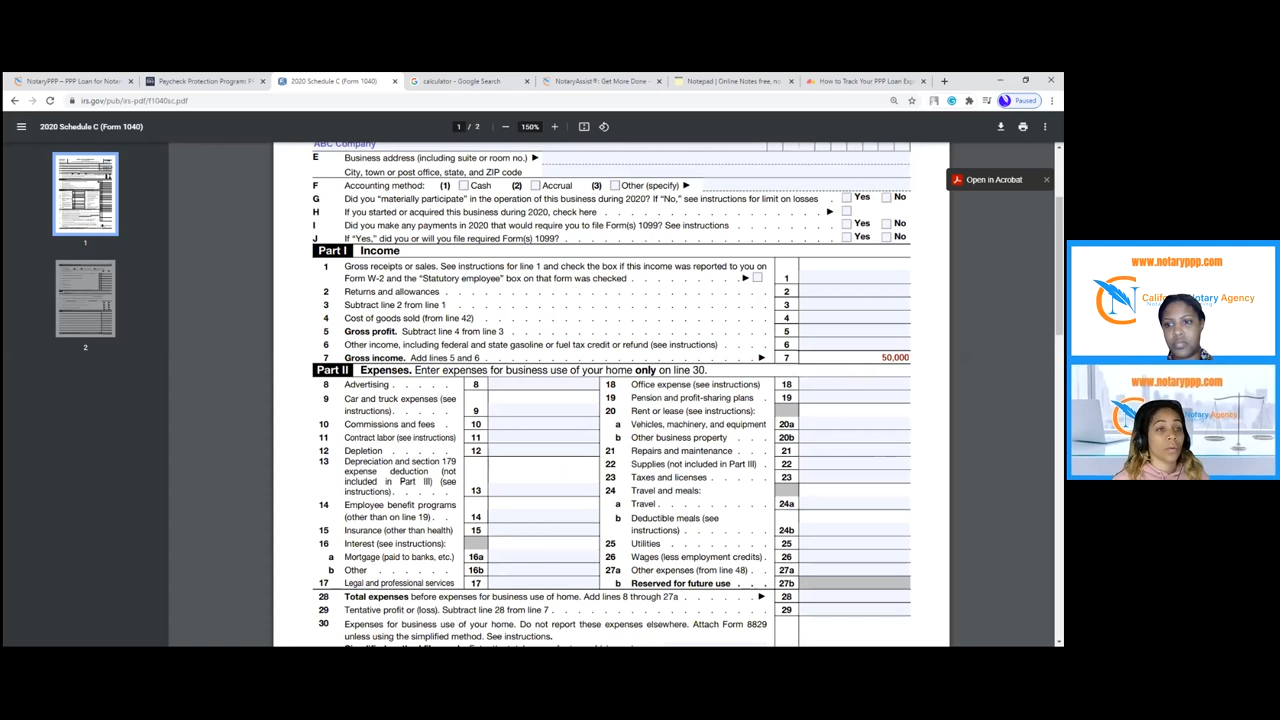 NotaryPPP – PPP Loan for Notar
Paycheck Protection Program: P
2020 Schedule C (Form 1040)
calculator - Google Search
NotaryAssist®: Get More Done -
Notepad | Online Notes free, no
How to Track Your PPP Loan Exp
irs.gov/pub/irs-pdf/f1040sc.pdf
Paused
2020 Schedule C (Form 1040)
1 / 2
150%
Open in Acrobat
1
2
ABC Company
E Business address (including suite or room no.)
City, town or post office, state, and ZIP code
F Accounting method: (1) Cash (2) Accrual (3) Other (specify)
G Did you “materially participate” in the operation of this business during 2020? If “No,” see instructions for limit on losses . Yes No
H If you started or acquired this business during 2020, check here
I Did you make any payments in 2020 that would require you to file Form(s) 1099? See instructions Yes No
J If “Yes,” did you or will you file required Form(s) 1099? Yes No
Part I Income
1 Gross receipts or sales. See instructions for line 1 and check the box if this income was reported to you on
Form W-2 and the “Statutory employee” box on that form was checked 1
2 Returns and allowances 2
3 Subtract line 2 from line 1 3
4 Cost of goods sold (from line 42) 4
5 Gross profit. Subtract line 4 from line 3 5
6 Other income, including federal and state gasoline or fuel tax credit or refund (see instructions) 6
7 Gross income. Add lines 5 and 6 7 50,000
Part II Expenses. Enter expenses for business use of your home only on line 30.
8 Advertising 8
9 Car and truck expenses (see
instructions) 9
10 Commissions and fees 10
11 Contract labor (see instructions) 11
12 Depletion 12
13 Depreciation and section 179
expense deduction (not
included in Part III) (see
instructions) 13
14 Employee benefit programs
(other than on line 19) 14
15 Insurance (other than health) 15
16 Interest (see instructions):
a Mortgage (paid to banks, etc.) 16a
b Other 16b
17 Legal and professional services 17
18 Office expense (see instructions) 18
19 Pension and profit-sharing plans 19
20 Rent or lease (see instructions):
a Vehicles, machinery, and equipment 20a
b Other business property 20b
21 Repairs and maintenance 21
22 Supplies (not included in Part III) 22
23 Taxes and licenses 23
24 Travel and meals:
a Travel 24a
b Deductible meals (see
instructions) 24b
25 Utilities 25
26 Wages (less employment credits) 26
27a Other expenses (from line 48) 27a
b Reserved for future use 27b
28 Total expenses before expenses for business use of home. Add lines 8 through 27a 28
29 Tentative profit or (loss). Subtract line 28 from line 7 29
30 Expenses for business use of your home. Do not report these expenses elsewhere. Attach Form 8829
unless using the simplified method. See instructions.
www.notaryppp.com
Notary Agency
www.notaryppp.com
Agency